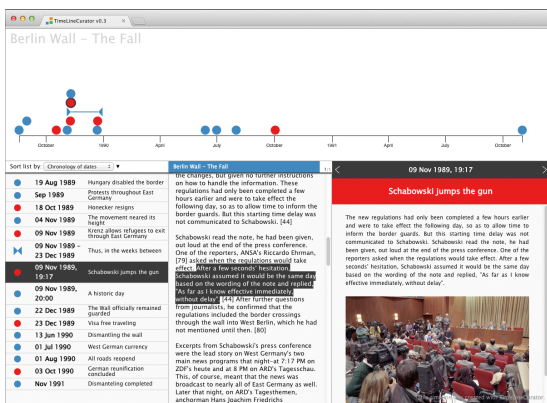 TimeLineCurator v0.3
Berlin Wall – The Fall
October
1990
April
July
October
1991
April
July
October
Sort list by: Chronology of dates
19 Aug 1989 Hungary disabled the border
Sep 1989 Protests throughout East
Germany
18 Oct 1989 Honecker resigns
04 Nov 1989 The movement neared its
height
09 Nov 1989 Krenz allows refugees to exit
through East Germany
09 Nov 1989 –
23 Dec 1989 Thus, in the weeks between
09 Nov 1989,
19:17 Schabowski jumps the gun
09 Nov 1989,
20:00 A historic day
22 Dec 1989 The Wall officially remained
guarded
23 Dec 1989 Visa free traveling
13 Jun 1990 Dismantling the wall
01 Jul 1990 West German currency
01 Aug 1990 All roads reopend
03 Oct 1990 German reunification
concluded
Nov 1991 Dismanteling completed
Berlin Wall – The Fall
the changes, but given no further instructions
on how to handle the information. These
regulations had only been completed a few
hours earlier and were to take effect the
following day, so as to allow time to inform the
border guards. But this starting time delay was
not communicated to Schabowski. [44]
Schabowski read the note, he had been given,
out loud at the end of the press conference.
One of the reporters, ANSA's Riccardo Ehrman,
[79] asked when the regulations would take
effect. After a few seconds' hesitation,
Schabowski assumed it would be the same day
based on the wording of the note and replied,
"As far as I know effective immediately,
without delay". [44] After further questions
from journalists, he confirmed that the
regulations included the border crossings
through the wall into West Berlin, which he had
not mentioned until then. [80]
Excerpts from Schabowski's press conference
were the lead story on West Germany's two
main news programs that night–at 7:17 PM on
ZDF's heute and at 8 PM on ARD's Tagesschau.
This, of course, meant that the news was
broadcast to nearly all of East Germany as well.
Later that night, on ARD's Tagesthemen,
anchorman Hans Joachim Friedrichs
09 Nov 1989, 19:17
Schabowski jumps the gun
The new regulations had only been completed a few hours earlier
and were to take effect the following day, so as to allow time to
inform the border guards. But this starting time delay was not
communicated to Schabowski. Schabowski read the note, he had
been given, out loud at the end of the press conference. One of the
reporters asked when the regulations would take effect. After a few
seconds' hesitation, Schabowski assumed it would be the same day
based on the wording of the note and replied, "As far as I know
effective immediately, without delay".
created with TimeLineCurator.